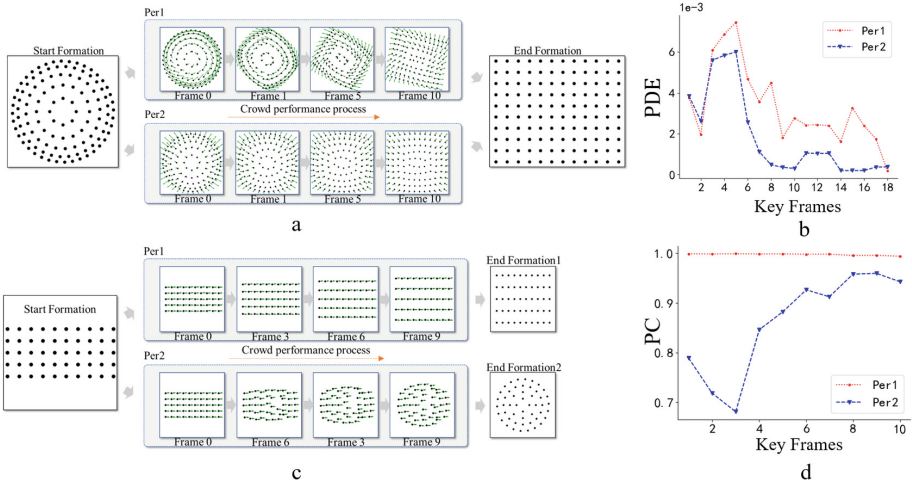 Per1
Start Formation
Frame 0 Frame 1 Frame 5 Frame 10
Crowd performance process
Per2
Frame 0 Frame 1 Frame 5 Frame 10
End Formation
a
1e-3
PDE
6
4
2
0
Per1
Per2
2 4 6 8 10 12 14 16 18
Key Frames
b
Per1
Start Formation
Frame 0 Frame 3 Frame 6 Frame 9
Crowd performance process
Per2
Frame 0 Frame 6 Frame 3 Frame 9
End Formation1
End Formation2
c
PC
1.0
0.9
0.8
0.7
Per1
Per2
2 4 6 8 10
Key Frames
d